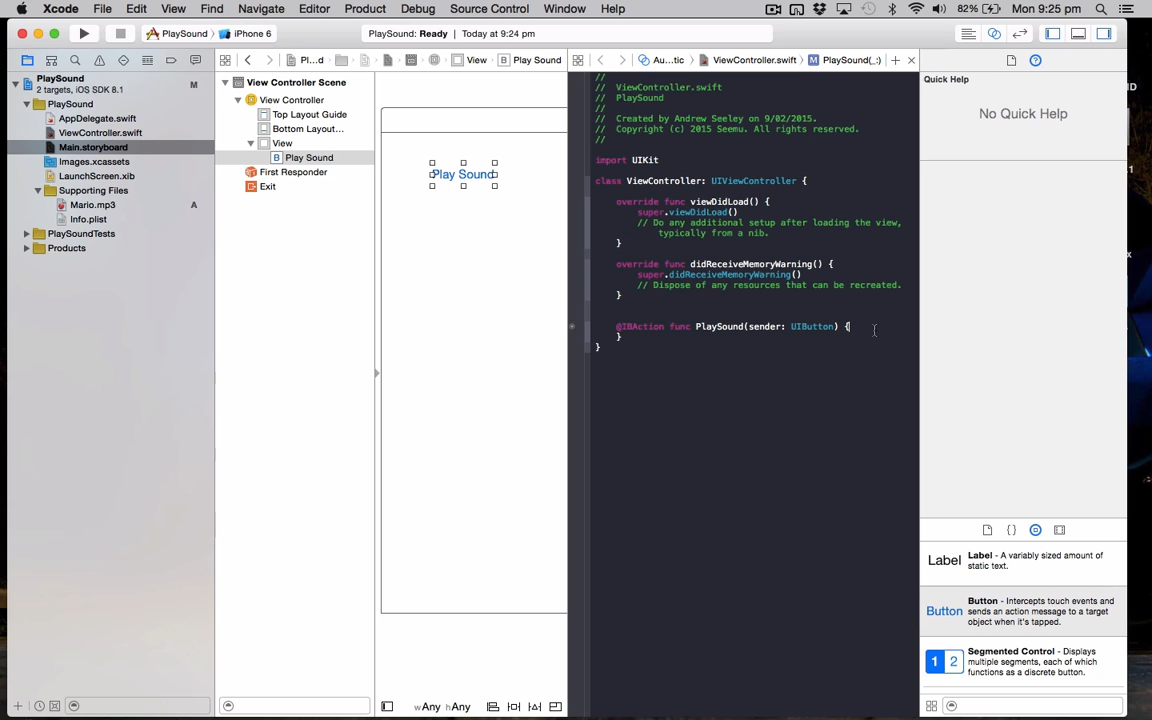 Xcode File Edit View Find Navigate Editor Product Debug Source Control Window Help 82% Mon 9:25 pm
PlaySound iPhone 6 PlaySound: Ready Today at 9:24 pm
Pl...d View Play Sound Au...tic ViewController.swift PlaySound(_:)
PlaySound
2 targets, iOS SDK 8.1
M
PlaySound
AppDelegate.swift
ViewController.swift
Main.storyboard
Images.xcassets
LaunchScreen.xib
Supporting Files
Mario.mp3 A
Info.plist
PlaySoundTests
Products
View Controller Scene
View Controller
Top Layout Guide
Bottom Layout...
View
B Play Sound
First Responder
Exit
Play Sound
wAny hAny
//
// ViewController.swift
// PlaySound
//
// Created by Andrew Seeley on 9/02/2015.
// Copyright (c) 2015 Seemu. All rights reserved.
//
import UIKit
class ViewController: UIViewController {
override func viewDidLoad() {
super.viewDidLoad()
// Do any additional setup after loading the view,
typically from a nib.
}
override func didReceiveMemoryWarning() {
super.didReceiveMemoryWarning()
// Dispose of any resources that can be recreated.
}
@IBAction func PlaySound(sender: UIButton) {
}
}
Quick Help
No Quick Help
Label Label - A variably sized amount of
static text.
Button Button - Intercepts touch events and
sends an action message to a target
object when it's tapped.
1 2 Segmented Control - Displays
multiple segments, each of which
functions as a discrete button.